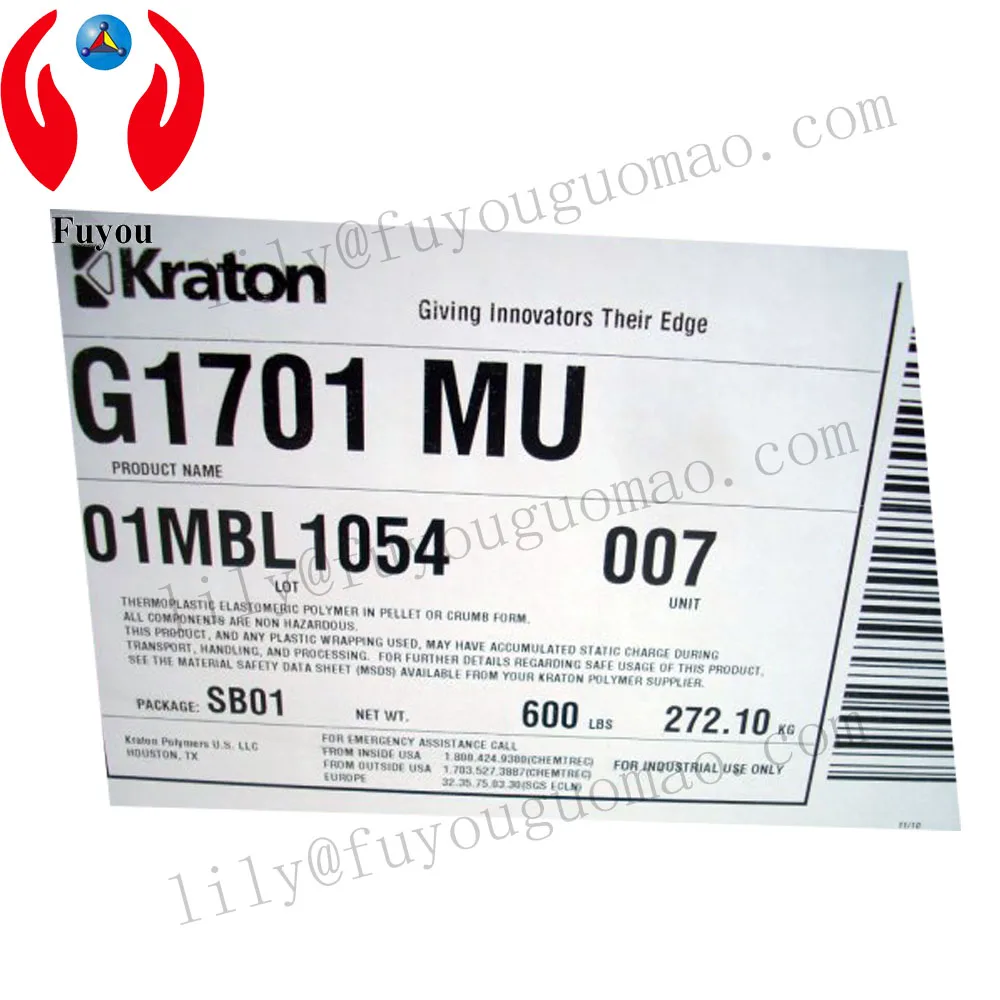 Fuyou
Kraton
Giving Innovators Their Edge
G1701 MU
PRODUCT NAME
01MBL1054
007
LOT
UNIT
THERMOPLASTIC ELASTOMERIC POLYMER IN PELLET OR CRUMB FORM.
ALL COMPONENTS ARE NON HAZARDOUS.
THIS PRODUCT, AND ANY PLASTIC WRAPPING USED, MAY HAVE ACCUMULATED STATIC CHARGE DURING
TRANSPORT, HANDLING, AND PROCESSING. FOR FURTHER DETAILS REGARDING SAFE USAGE OF THIS PRODUCT,
SEE THE MATERIAL SAFETY DATA SHEET (MSDS) AVAILABLE FROM YOUR KRATON POLYMER SUPPLIER.
PACKAGE: SB01 NET WT. 600 LBS 272.10 KG
Kraton Polymers U.S. LLC
HOUSTON, TX
FOR EMERGENCY ASSISTANCE CALL
FROM INSIDE USA 1.800.424.9300(CHEMTREC)
FROM OUTSIDE USA 1.703.527.3887(CHEMTREC)
EUROPE 32.35.75.03.30(SGS ECLN)
FOR INDUSTRIAL USE ONLY
11/10
lily@fuyouguomao.com
lily@fuyouguomao.com
lily@fuyouguomao.com